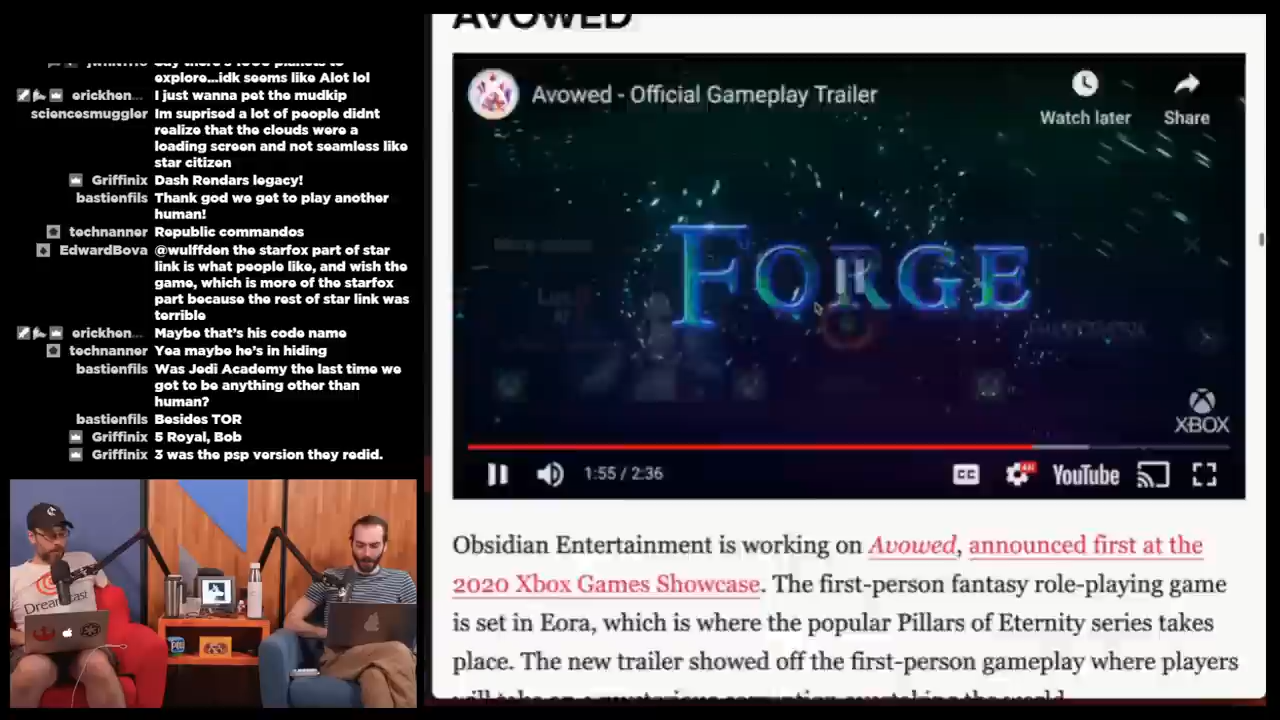 explore...idk seems like Alot lol
erickhen... I just wanna pet the mudkip
sciencesmuggler Im suprised a lot of people didnt
realize that the clouds were a
loading screen and not seamless like
star citizen
Griffinix Dash Rendars legacy!
bastienfils Thank god we get to play another
human!
technanner Republic commandos
EdwardBova @wulffden the starfox part of star
link is what people like, and wish the
game, which is more of the starfox
part because the rest of star link was
terrible
erickhen... Maybe that's his code name
technanner Yea maybe he's in hiding
bastienfils Was Jedi Academy the last time we
got to be anything other than
human?
bastienfils Besides TOR
Griffinix 5 Royal, Bob
Griffinix 3 was the psp version they redid.
Dreamcast
AVOWED
Avowed - Official Gameplay Trailer
Watch later
Share
FORGE
XBOX
1:55 / 2:36
CC
YouTube
Obsidian Entertainment is working on Avowed, announced first at the
2020 Xbox Games Showcase. The first-person fantasy role-playing game
is set in Eora, which is where the popular Pillars of Eternity series takes
place. The new trailer showed off the first-person gameplay where players